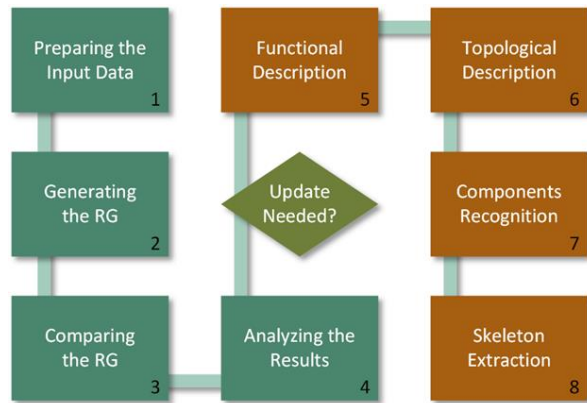 Preparing the
Input Data
1
Generating
the RG
2
Comparing
the RG
3
Analyzing the
Results
4
Update
Needed?
Functional
Description
5
Topological
Description
6
Components
Recognition
7
Skeleton
Extraction
8